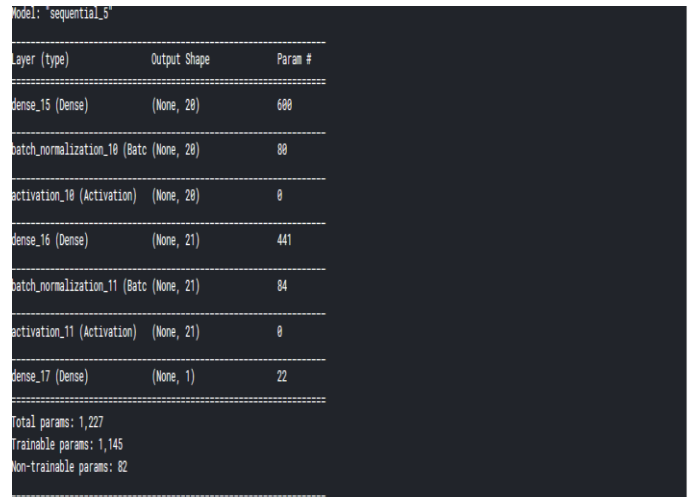 Model: "sequential_5"
Layer (type) Output Shape Param #
dense_15 (Dense) (None, 20) 600
batch_normalization_10 (Batc (None, 20) 80
activation_10 (Activation) (None, 20) 0
dense_16 (Dense) (None, 21) 441
batch_normalization_11 (Batc (None, 21) 84
activation_11 (Activation) (None, 21) 0
dense_17 (Dense) (None, 1) 22
Total params: 1,227
Trainable params: 1,145
Non-trainable params: 82